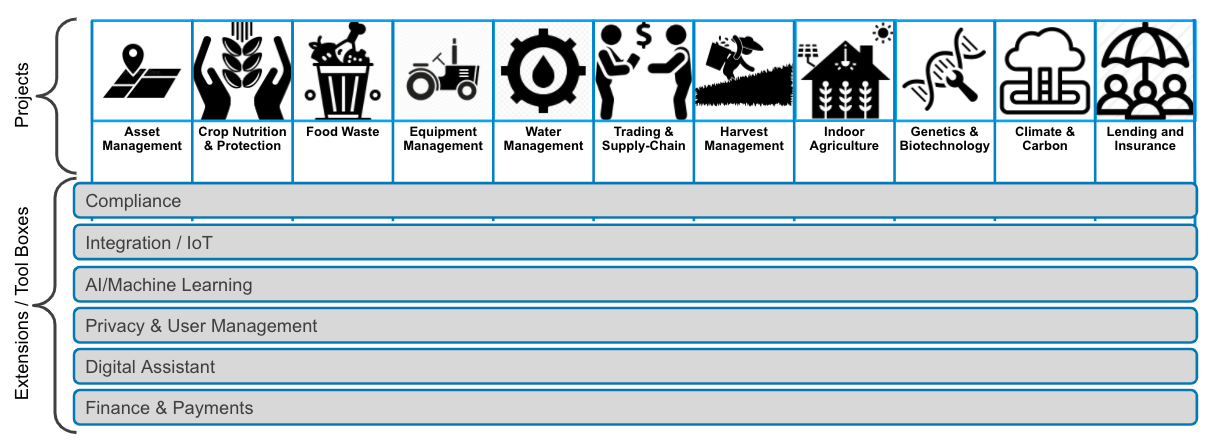 Projects
Asset
Management
Crop Nutrition
& Protection
Food Waste
Equipment
Management
Water
Management
Trading &
Supply-Chain
Harvest
Management
Indoor
Agriculture
Genetics &
Biotechnology
Climate &
Carbon
Lending and
Insurance
Extensions / Tool Boxes
Compliance
Integration / IoT
AI/Machine Learning
Privacy & User Management
Digital Assistant
Finance & Payments